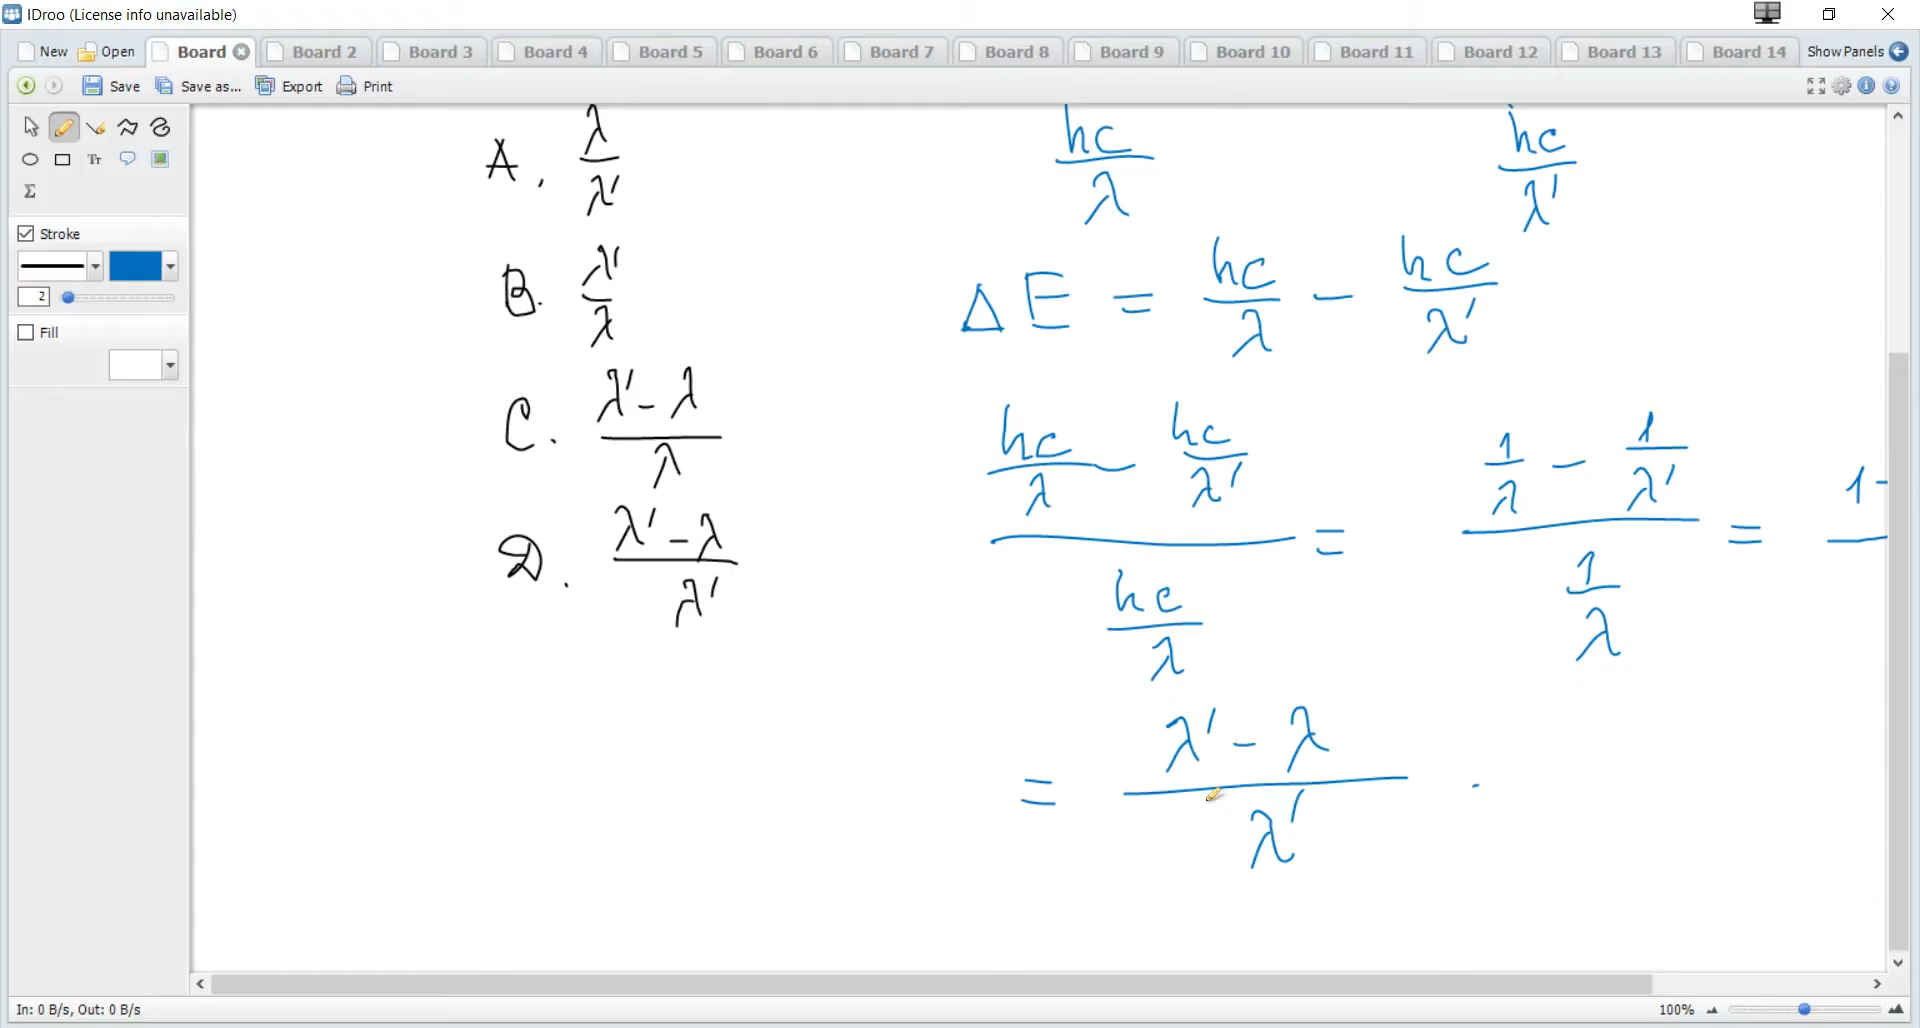 IDroo (License info unavailable)
New Open Board Board 2 Board 3 Board 4 Board 5 Board 6 Board 7 Board 8 Board 9 Board 10 Board 11 Board 12 Board 13 Board 14 Show Panels
Save Save as... Export Print
Tт
Σ
Stroke
2
Fill
A. λ/λ'
B. λ'/λ
C. (λ' - λ)/λ
D. (λ' - λ)/λ'
hc/λ hc/λ'
ΔE = hc/λ - hc/λ'
(hc/λ - hc/λ')/(hc/λ) = (1/λ - 1/λ')/(1/λ) = 1-
= (λ' - λ)/λ' .
In: 0 B/s, Out: 0 B/s 100%